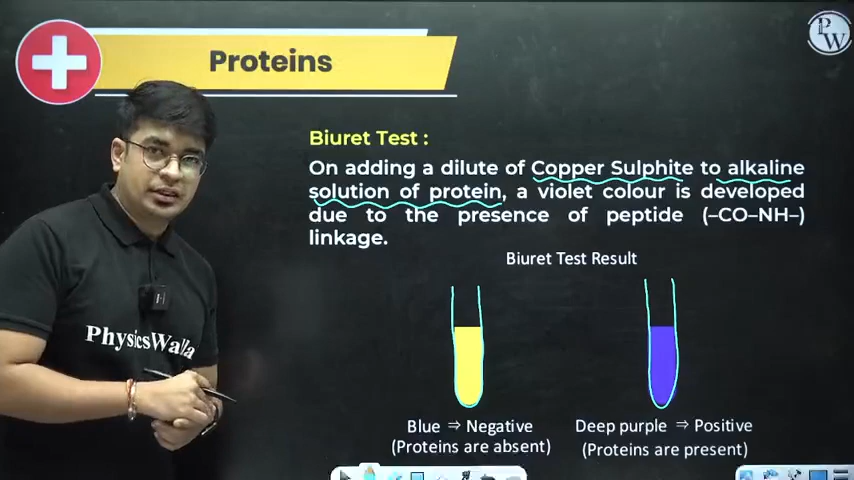 Proteins
PW
Biuret Test :
On adding a dilute of Copper Sulphite to alkaline
solution of protein, a violet colour is developed
due to the presence of peptide (–CO–NH–)
linkage.
Biuret Test Result
PhysicsWalla
Blue ⇒ Negative
(Proteins are absent)
Deep purple ⇒ Positive
(Proteins are present)